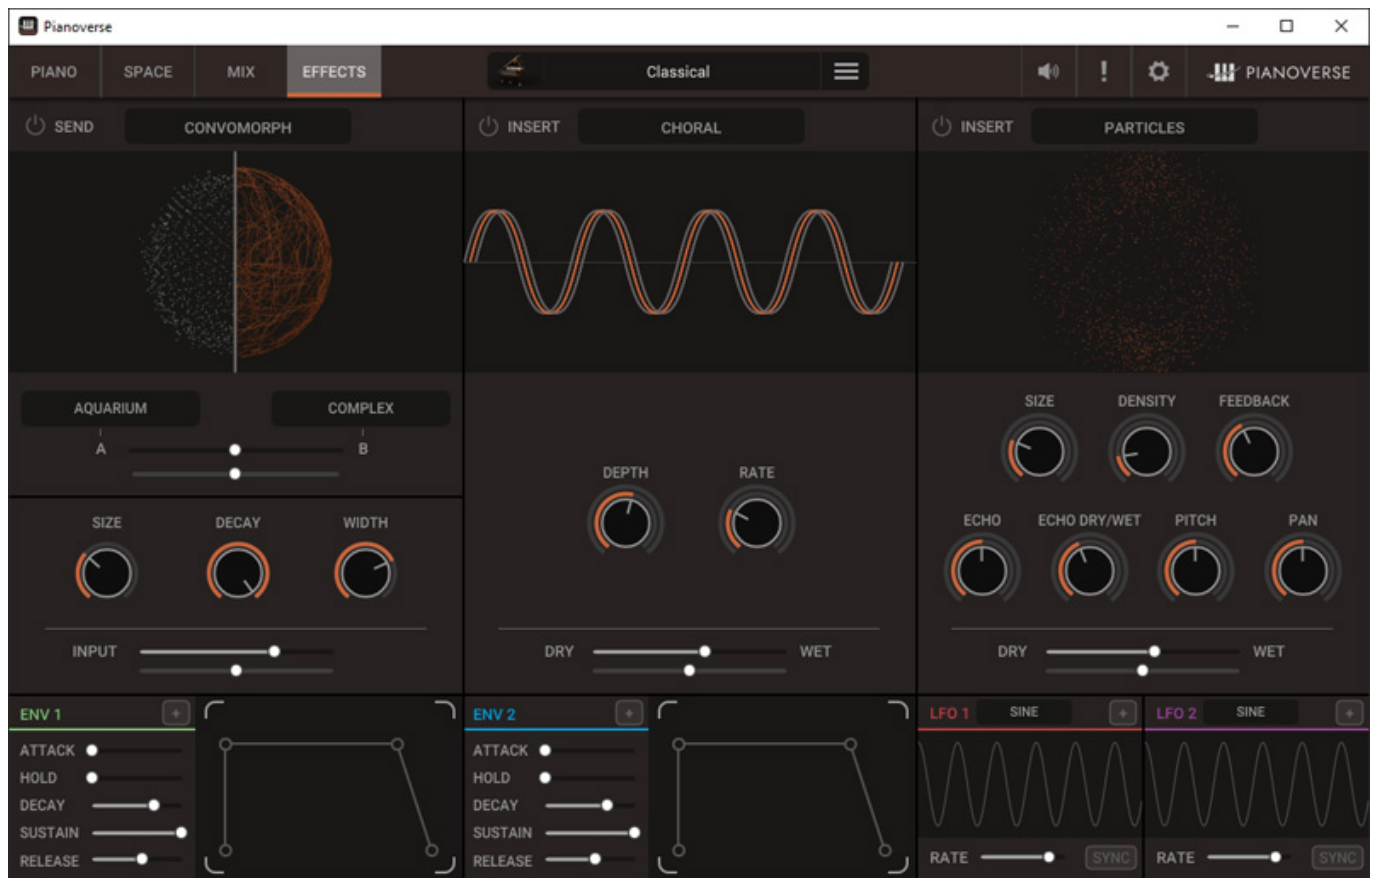 Pianoverse
PIANO SPACE MIX EFFECTS Classical PIANOVERSE
SEND CONVOMORPH
INSERT CHORAL
INSERT PARTICLES
AQUARIUM COMPLEX
A B
SIZE DECAY WIDTH
INPUT
DEPTH RATE
DRY WET
SIZE DENSITY FEEDBACK
ECHO ECHO DRY/WET PITCH PAN
DRY WET
ENV 1 +
ATTACK
HOLD
DECAY
SUSTAIN
RELEASE
ENV 2 +
ATTACK
HOLD
DECAY
SUSTAIN
RELEASE
LFO 1 SINE +
RATE SYNC
LFO 2 SINE +
RATE SYNC